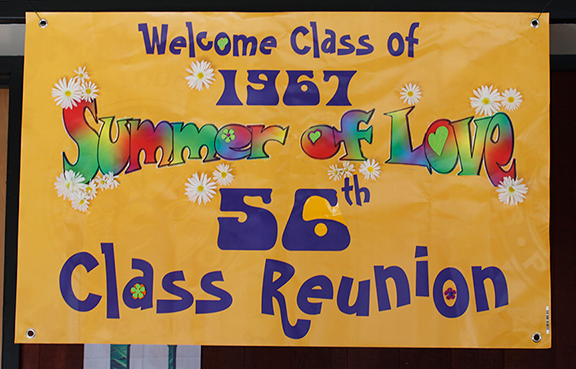 Welcome Class of
1967
Summer of Love
56th
Class Reunion